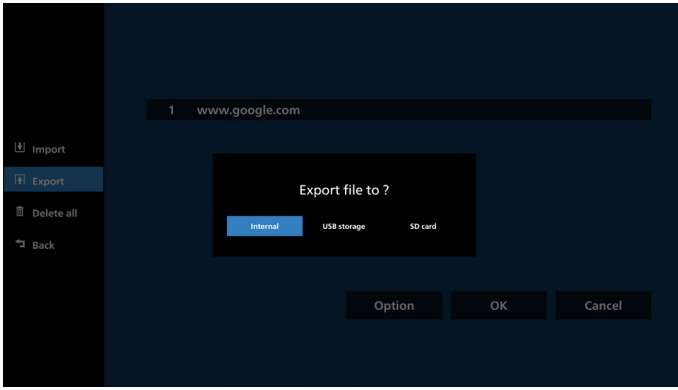 1 www.google.com
Import
Export
Delete all
Back
Export file to ?
Internal USB storage SD card
Option OK Cancel